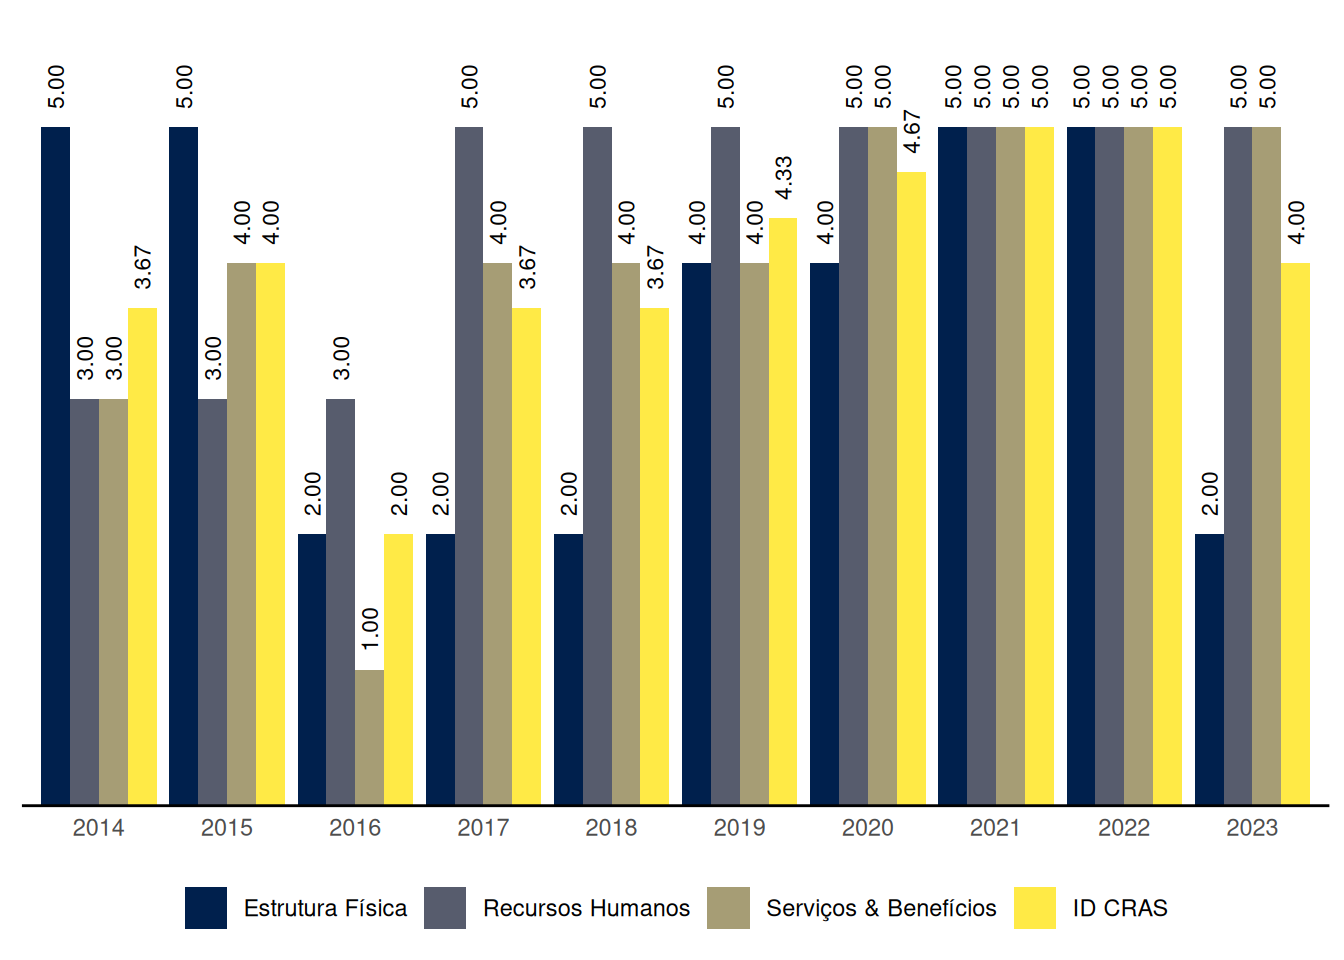 5.00 3.00 3.00 3.67
5.00 3.00 4.00 4.00
2.00 3.00 1.00 2.00
2.00 5.00 4.00 3.67
2.00 5.00 4.00 3.67
4.00 5.00 4.00 4.33
4.00 5.00 5.00 4.67
5.00 5.00 5.00 5.00
5.00 5.00 5.00 5.00
2.00 5.00 5.00 4.00
2014 2015 2016 2017 2018 2019 2020 2021 2022 2023
Estrutura Física Recursos Humanos Serviços & Benefícios ID CRAS